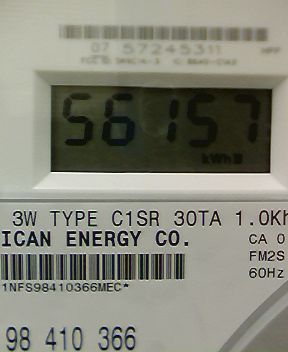 07 57245311
56157
kWh
3W TYPE C1SR 30TA 1.0Kh
ICAN ENERGY CO.
CA 0
FM2S
60Hz
1NFS98410366MEC*
98 410 366